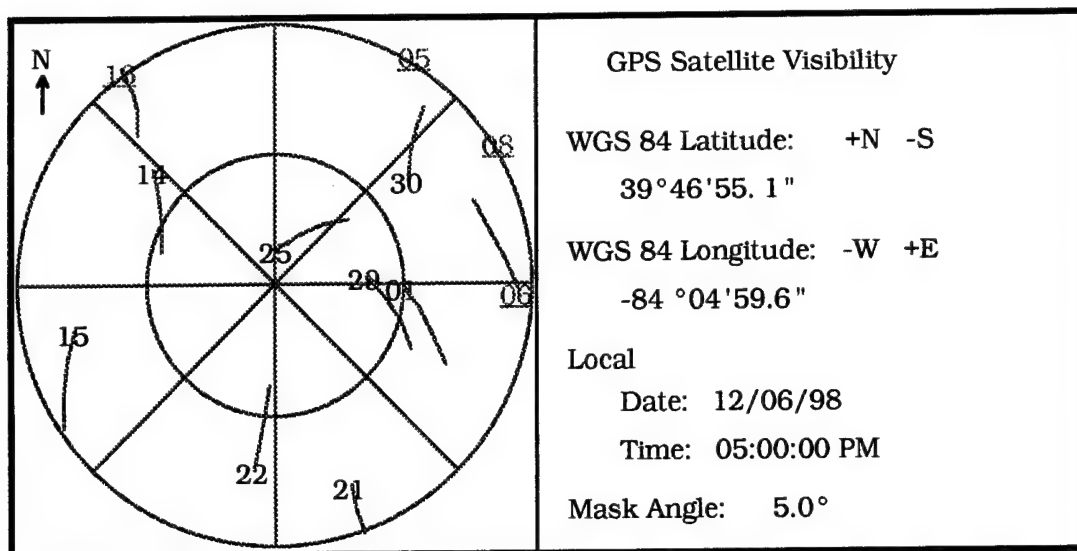 N
05
08
14
30
25
29
01
06
15
22
21
GPS Satellite Visibility
WGS 84 Latitude: +N -S
39°46'55. 1"
WGS 84 Longitude: -W +E
-84 °04'59.6"
Local
Date: 12/06/98
Time: 05:00:00 PM
Mask Angle: 5.0°